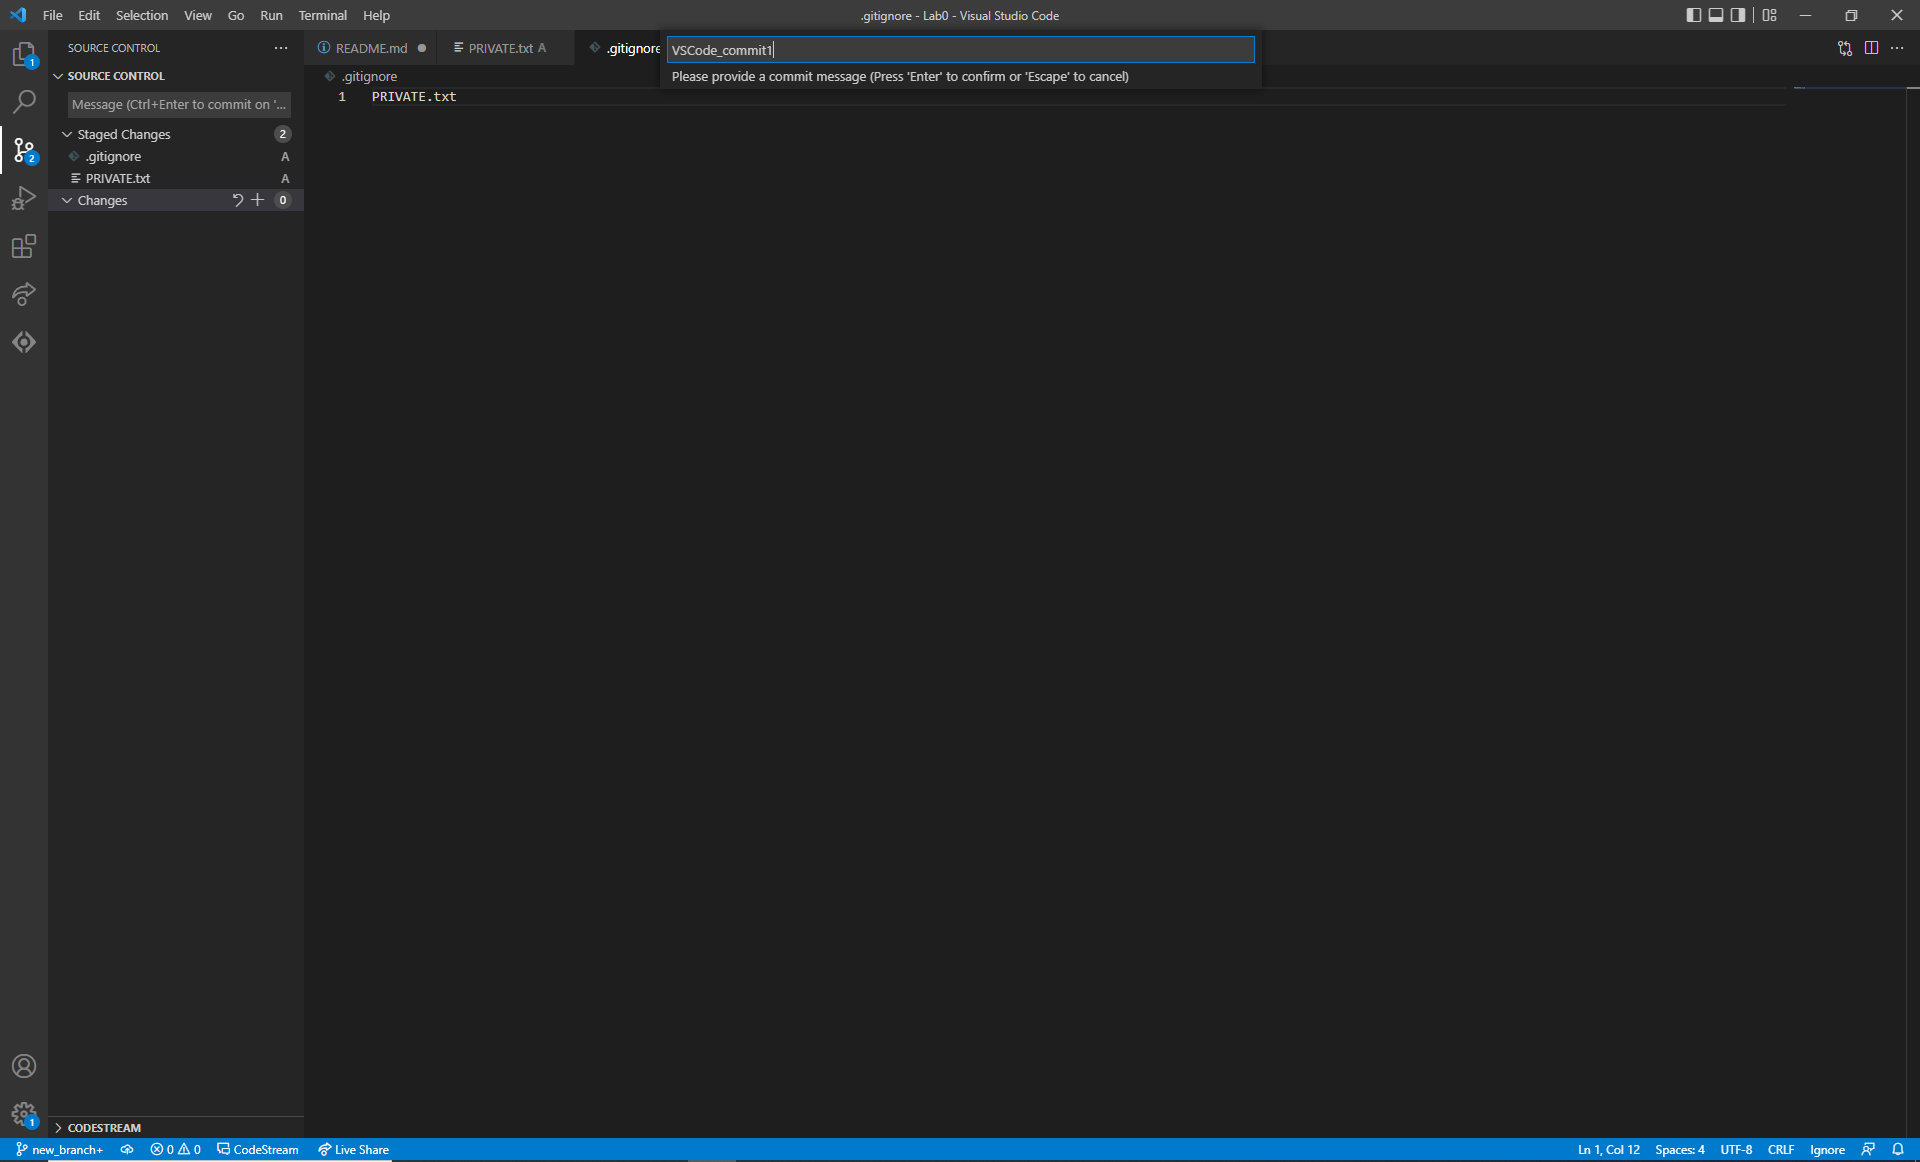 File Edit Selection View Go Run Terminal Help
.gitignore - Lab0 - Visual Studio Code
SOURCE CONTROL
README.md
PRIVATE.txt A
.gitignore
VSCode_commit1
Please provide a commit message (Press 'Enter' to confirm or 'Escape' to cancel)
1
SOURCE CONTROL
Message (Ctrl+Enter to commit on '...
Staged Changes 2
.gitignore A
PRIVATE.txt A
Changes 0
2
.gitignore
1 PRIVATE.txt
CODESTREAM
1
new_branch+
0 0
CodeStream
Live Share
Ln 1, Col 12
Spaces: 4
UTF-8
CRLF
Ignore